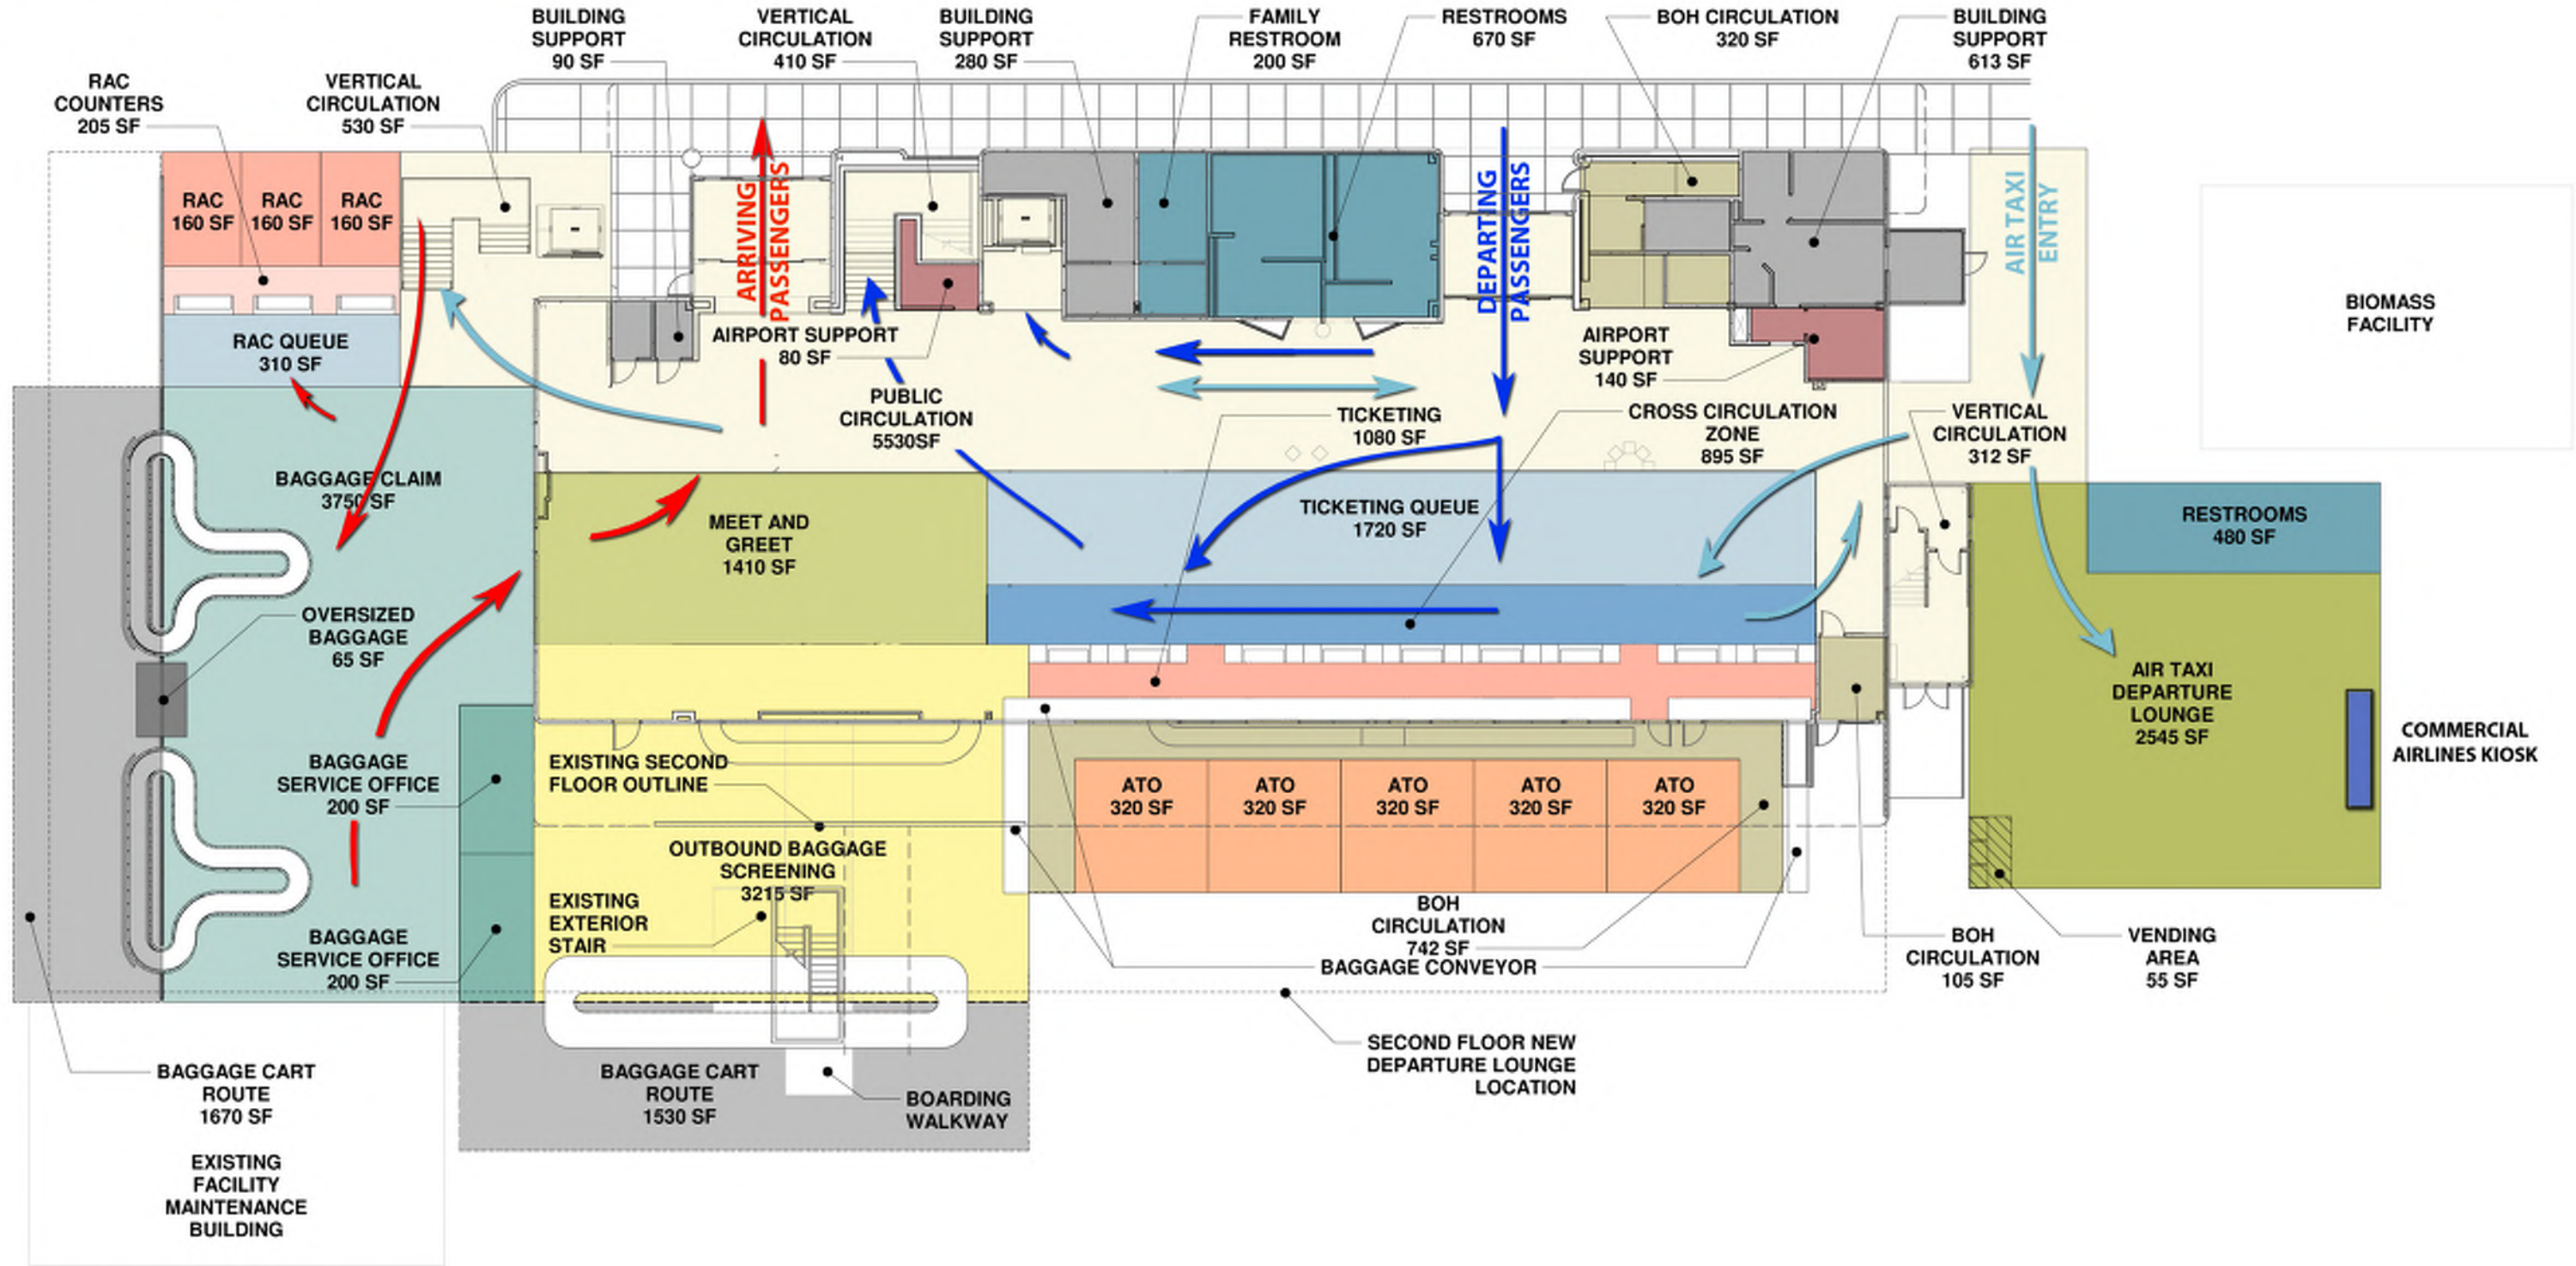 BUILDING
SUPPORT
90 SF
VERTICAL
CIRCULATION
410 SF
BUILDING
SUPPORT
280 SF
FAMILY
RESTROOM
200 SF
RESTROOMS
670 SF
BOH CIRCULATION
320 SF
BUILDING
SUPPORT
613 SF
RAC
COUNTERS
205 SF
VERTICAL
CIRCULATION
530 SF
RAC
160 SF
RAC
160 SF
RAC
160 SF
ARRIVING
PASSENGERS
DEPARTING
PASSENGERS
AIR TAXI
ENTRY
BIOMASS
FACILITY
RAC QUEUE
310 SF
AIRPORT SUPPORT
80 SF
AIRPORT
SUPPORT
140 SF
PUBLIC
CIRCULATION
5530SF
TICKETING
1080 SF
CROSS CIRCULATION
ZONE
895 SF
VERTICAL
CIRCULATION
312 SF
BAGGAGE CLAIM
3750 SF
MEET AND
GREET
1410 SF
TICKETING QUEUE
1720 SF
RESTROOMS
480 SF
OVERSIZED
BAGGAGE
65 SF
AIR TAXI
DEPARTURE
LOUNGE
2545 SF
COMMERCIAL
AIRLINES KIOSK
BAGGAGE
SERVICE OFFICE
200 SF
EXISTING SECOND
FLOOR OUTLINE
ATO
320 SF
ATO
320 SF
ATO
320 SF
ATO
320 SF
ATO
320 SF
OUTBOUND BAGGAGE
SCREENING
3215 SF
EXISTING
EXTERIOR
STAIR
BAGGAGE
SERVICE OFFICE
200 SF
BOH
CIRCULATION
742 SF
BAGGAGE CONVEYOR
BOH
CIRCULATION
105 SF
VENDING
AREA
55 SF
SECOND FLOOR NEW
DEPARTURE LOUNGE
LOCATION
BAGGAGE CART
ROUTE
1670 SF
BAGGAGE CART
ROUTE
1530 SF
BOARDING
WALKWAY
EXISTING
FACILITY
MAINTENANCE
BUILDING